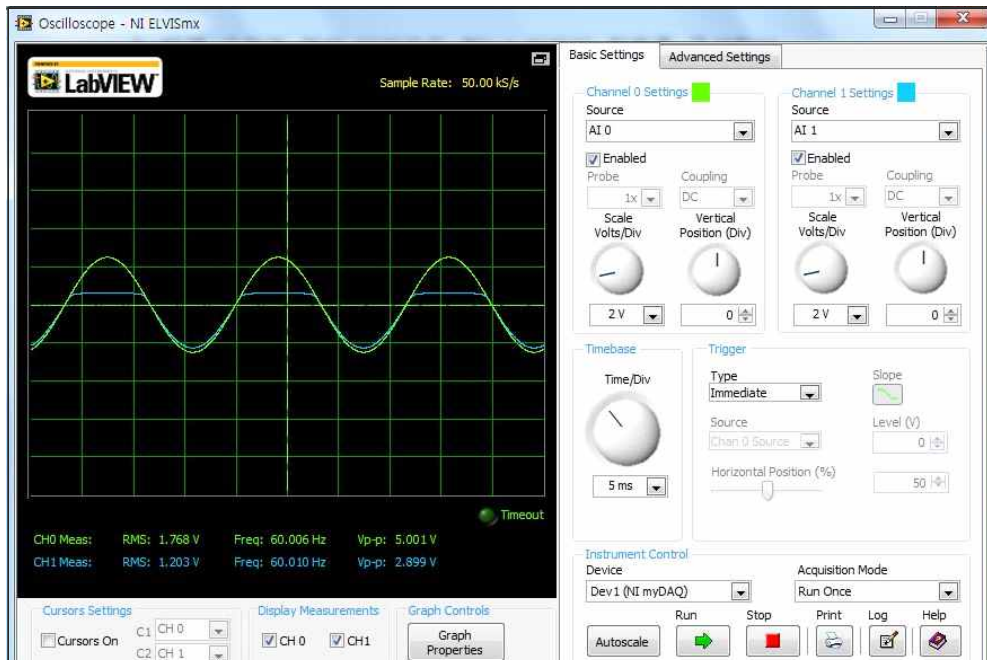 Oscilloscope - NI ELVISmx
LabVIEW
Sample Rate: 50.00 kS/s
Timeout
CH0 Meas: RMS: 1.768 V Freq: 60.006 Hz Vp-p: 5.001 V
CH1 Meas: RMS: 1.203 V Freq: 60.010 Hz Vp-p: 2.899 V
Cursors Settings
Cursors On
C1 CH 0
C2 CH 1
Display Measurements
CH 0 CH1
Graph Controls
Graph
Properties
Basic Settings Advanced Settings
Channel 0 Settings
Source
AI 0
Enabled
Probe Coupling
1x DC
Scale Vertical
Volts/Div Position (Div)
2 V 0
Channel 1 Settings
Source
AI 1
Enabled
Probe Coupling
1x DC
Scale Vertical
Volts/Div Position (Div)
2 V 0
Timebase
Time/Div
5 ms
Trigger
Type Slope
Immediate
Source Level (V)
Chan 0 Source 0
Horizontal Position (%)
50
Instrument Control
Device Acquisition Mode
Dev1 (NI myDAQ) Run Once
Run Stop Print Log Help
Autoscale